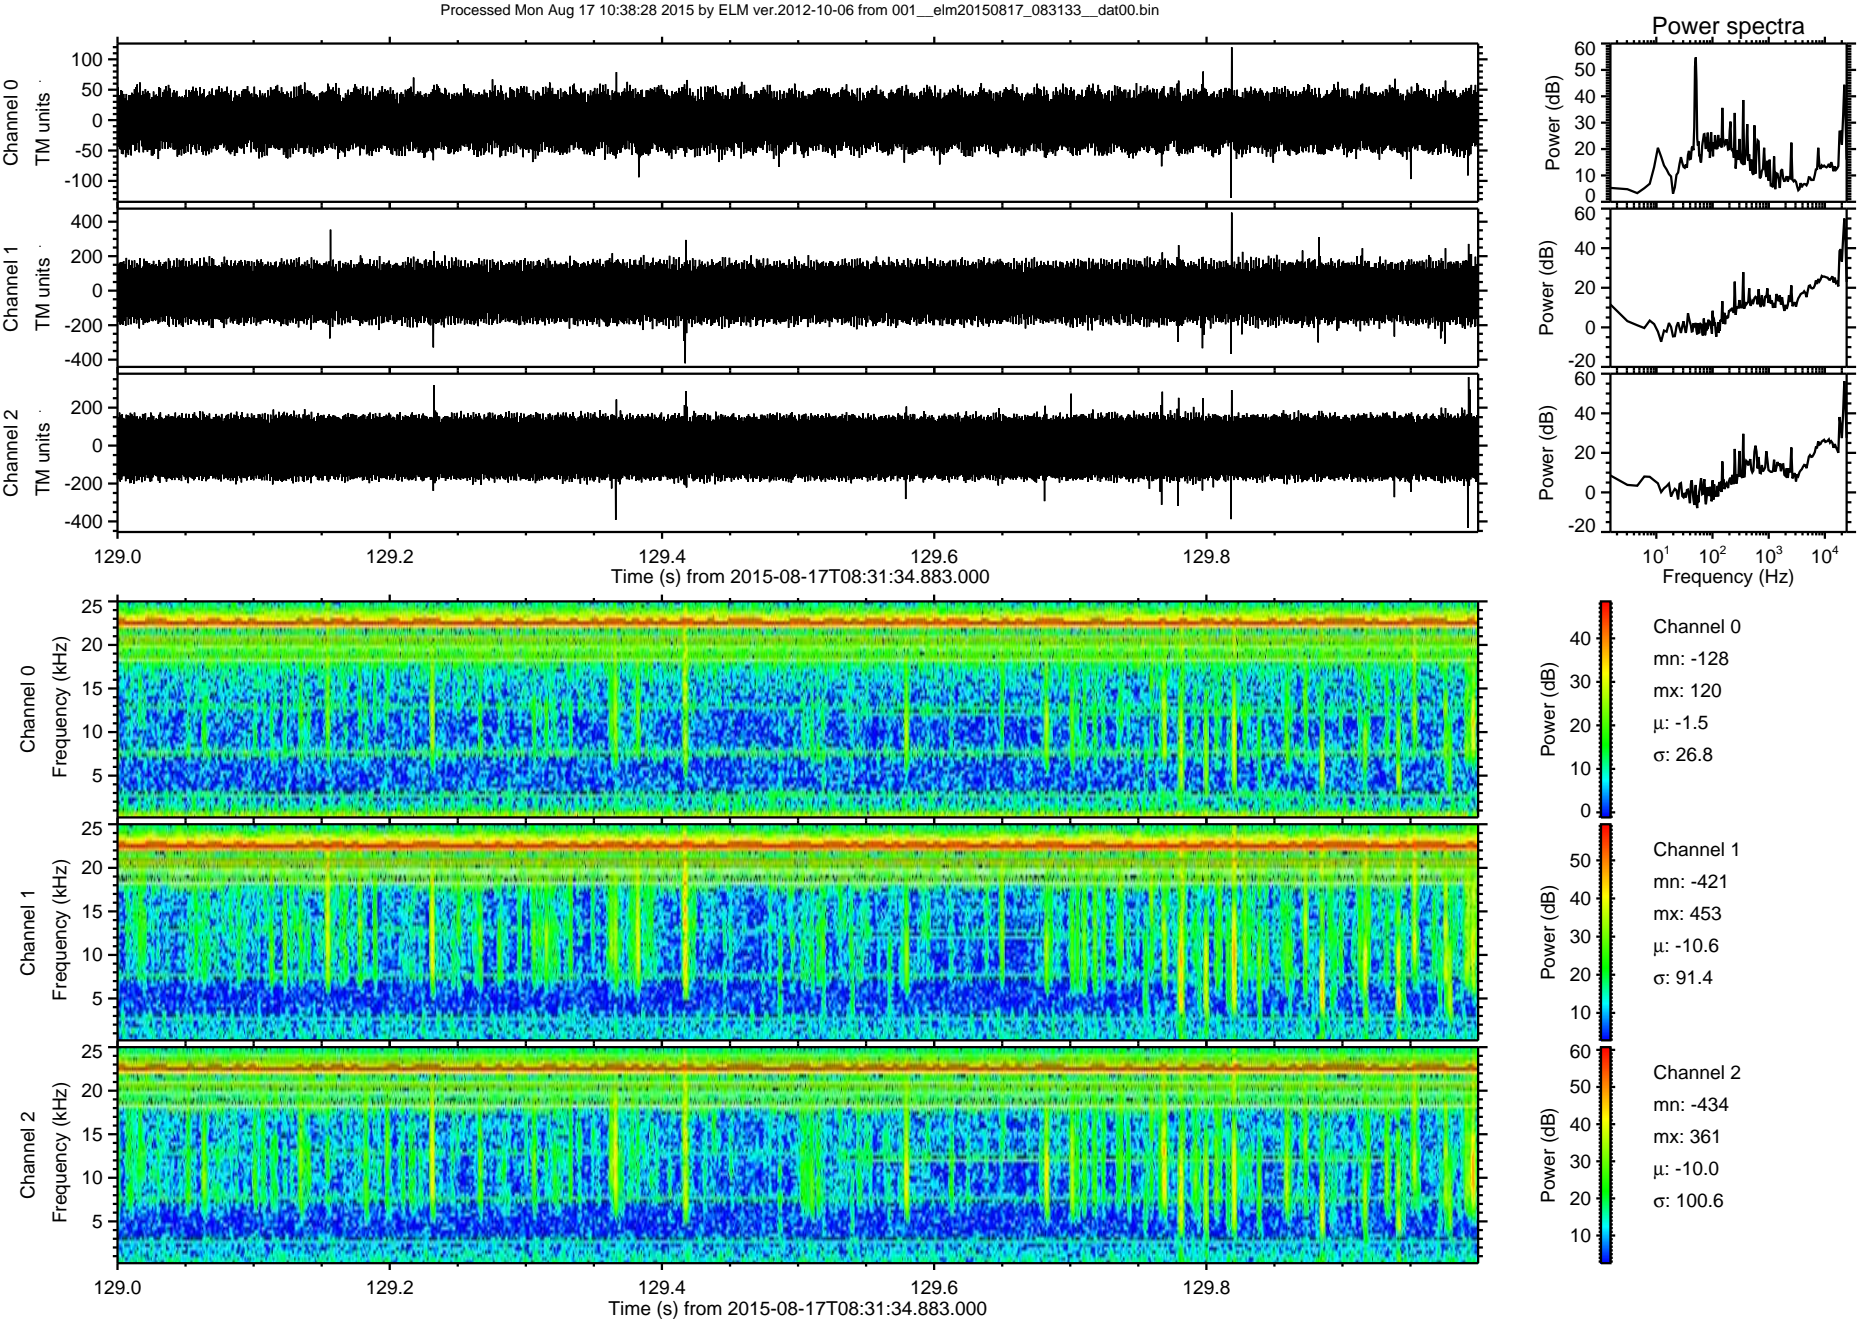 Processed Mon Aug 17 10:38:28 2015 by ELM ver.2012-10-06 from 001__elm20150817_083133__dat00.bin
Power spectra
Channel 0
TM units
100
50
0
-50
-100
Power (dB)
60
50
40
30
20
10
0
Channel 1
TM units
400
200
0
-200
-400
Power (dB)
60
40
20
0
-20
Channel 2
TM units
200
0
-200
-400
Power (dB)
60
40
20
0
-20
129.0 129.2 129.4 129.6 129.8
Time (s) from 2015-08-17T08:31:34.883.000
10^1 10^2 10^3 10^4
Frequency (Hz)
Channel 0
Frequency (kHz)
25
20
15
10
5
Power (dB)
40
30
20
10
0
Channel 0
mn: -128
mx: 120
μ: -1.5
σ: 26.8
Channel 1
Frequency (kHz)
25
20
15
10
5
Power (dB)
50
40
30
20
10
Channel 1
mn: -421
mx: 453
μ: -10.6
σ: 91.4
Channel 2
Frequency (kHz)
25
20
15
10
5
Power (dB)
60
50
40
30
20
10
Channel 2
mn: -434
mx: 361
μ: -10.0
σ: 100.6
129.0 129.2 129.4 129.6 129.8
Time (s) from 2015-08-17T08:31:34.883.000